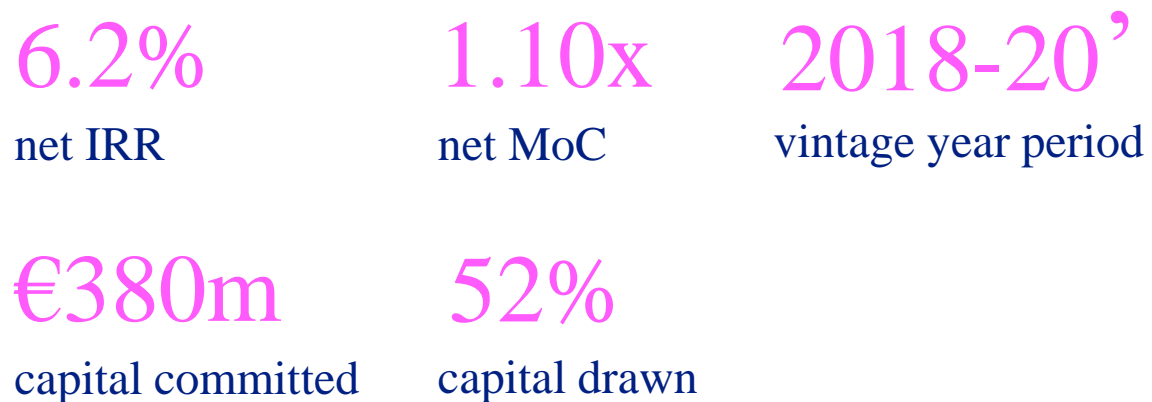 6.2% 1.10x 2018-20’
net IRR net MoC vintage year period
€380m 52%
capital committed capital drawn